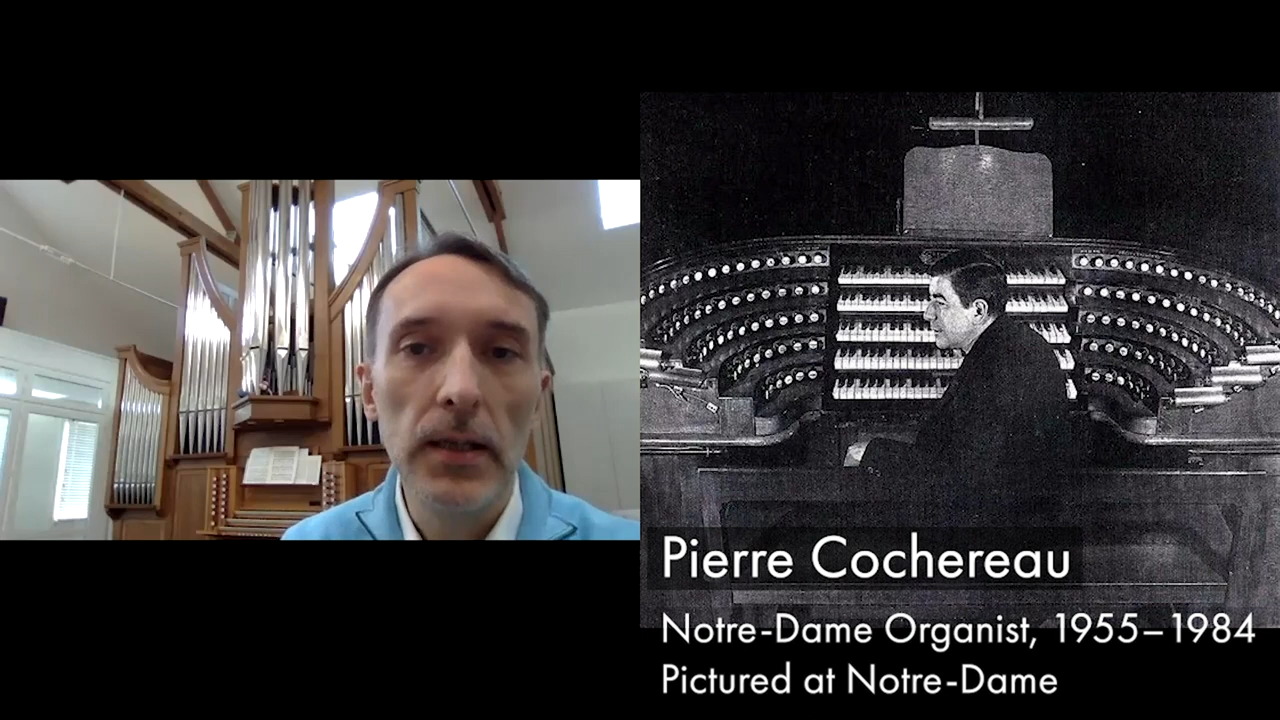 Pierre Cochereau
Notre-Dame Organist, 1955–1984
Pictured at Notre-Dame